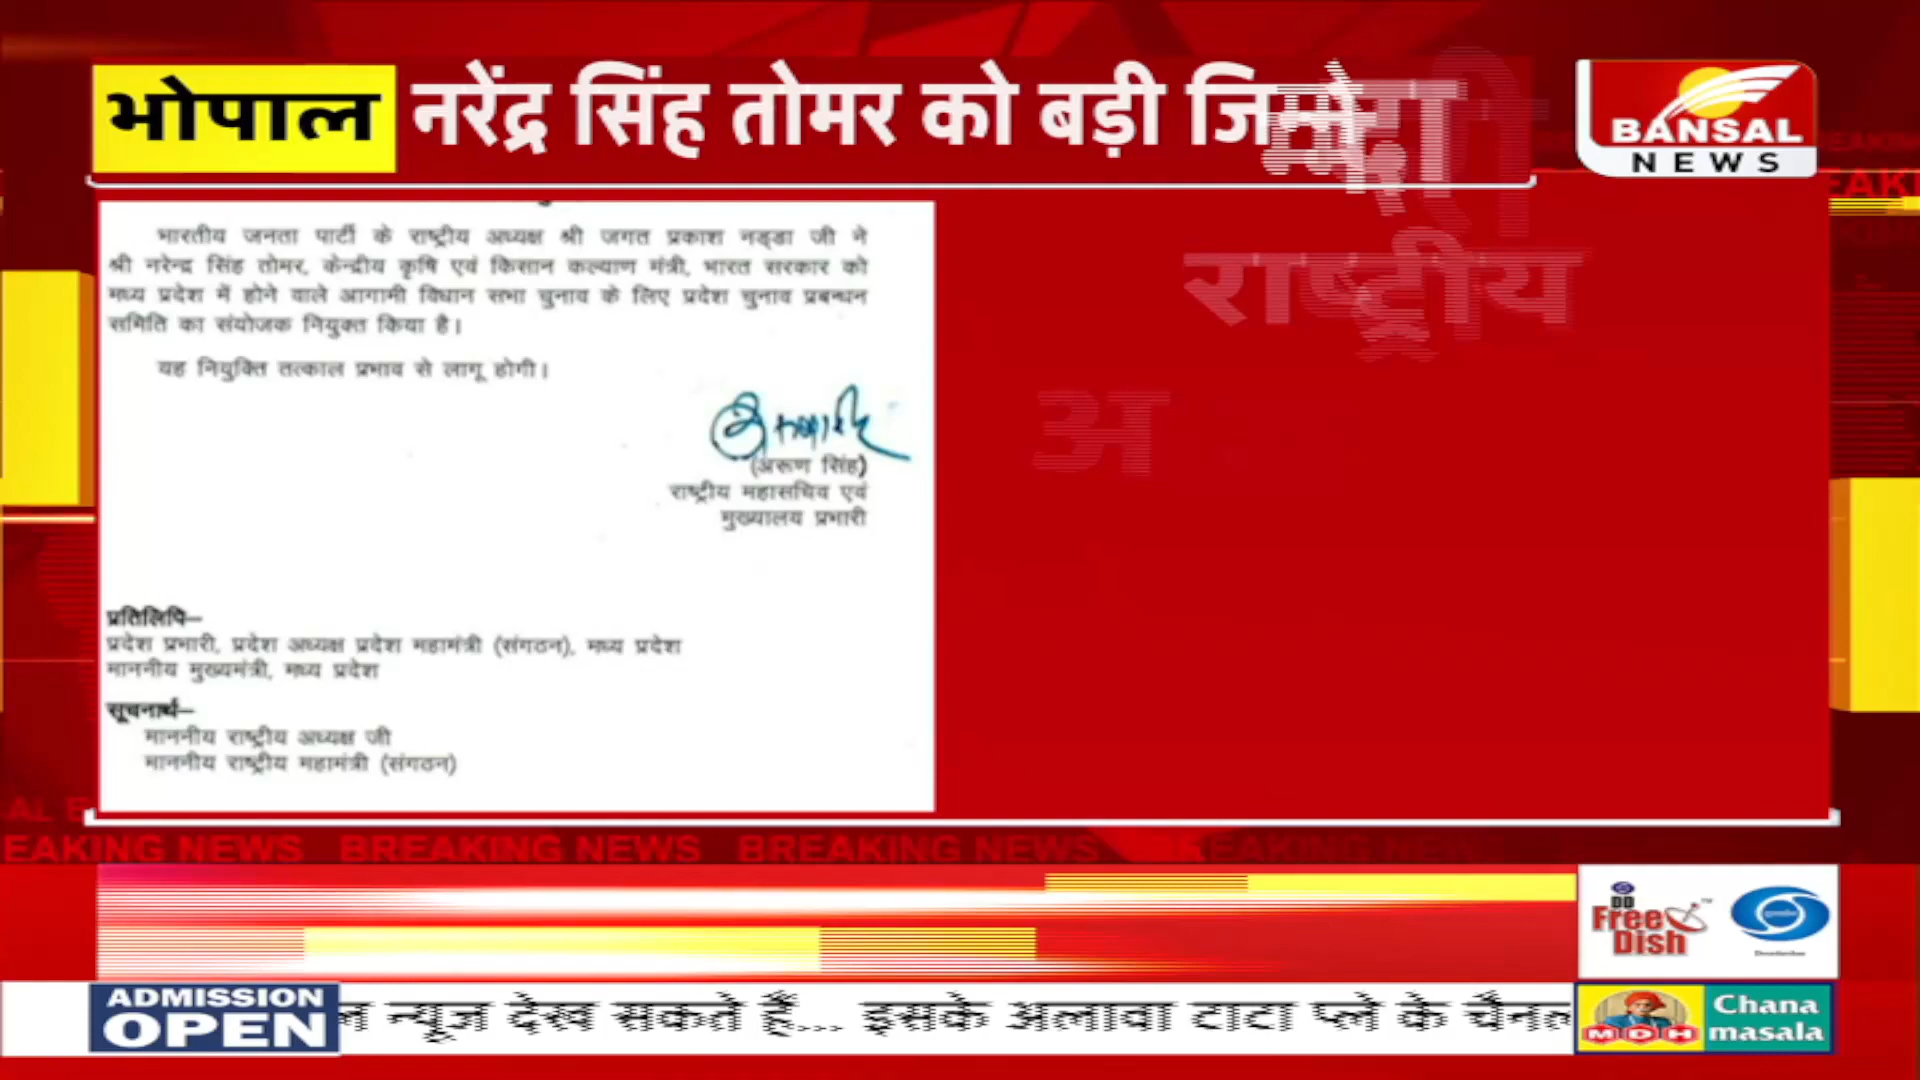 भोपाल
नरेंद्र सिंह तोमर को बड़ी
BANSAL
NEWS
भारतीय जनता पार्टी के राष्ट्रीय अध्यक्ष श्री जगत प्रकाश नड्डा जी ने
श्री नरेन्द्र सिंह तोमर, केन्द्रीय कृषि एवं किसान कल्याण मंत्री, भारत सरकार को
मध्य प्रदेश में होने वाले आगामी विधान सभा चुनाव के लिए प्रदेश चुनाव प्रबन्धन
समिति का संयोजक नियुक्त किया है।
यह नियुक्ति तत्काल प्रभाव से लागू होगी।
(अरूण सिंह)
राष्ट्रीय महासचिव एवं
मुख्यालय प्रभारी
प्रतिलिपि–
प्रदेश प्रभारी, प्रदेश अध्यक्ष प्रदेश महामंत्री (संगठन), मध्य प्रदेश
माननीय मुख्यमंत्री, मध्य प्रदेश
सूचनार्थ–
माननीय राष्ट्रीय अध्यक्ष जी
माननीय राष्ट्रीय महामंत्री (संगठन)
राष्ट्रीय
अ
BREAKING NEWS BREAKING NEWS
DD
Free
Dish
ADMISSION
OPEN
न्यूज देख सकते हैं... इसके अलावा टाटा प्ले के चैनल
MDH
Chana
masala